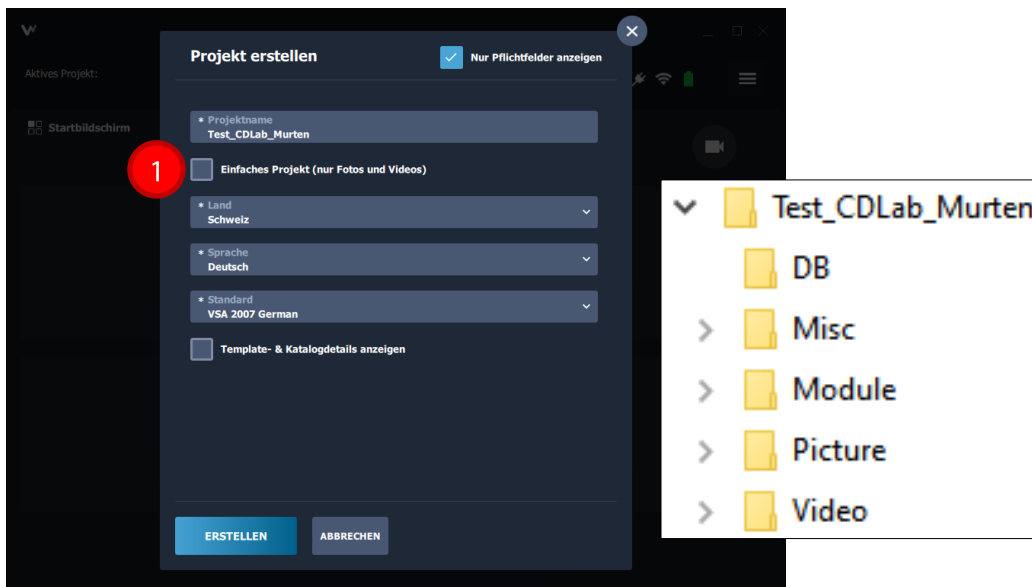 Aktives Projekt:
Startbildschirm
Projekt erstellen
Nur Pflichtfelder anzeigen
* Projektname
Test_CDLab_Murten
1
Einfaches Projekt (nur Fotos und Videos)
* Land
Schweiz
* Sprache
Deutsch
* Standard
VSA 2007 German
Template- & Katalogdetails anzeigen
ERSTELLEN
ABBRECHEN
Test_CDLab_Murten
DB
Misc
Module
Picture
Video